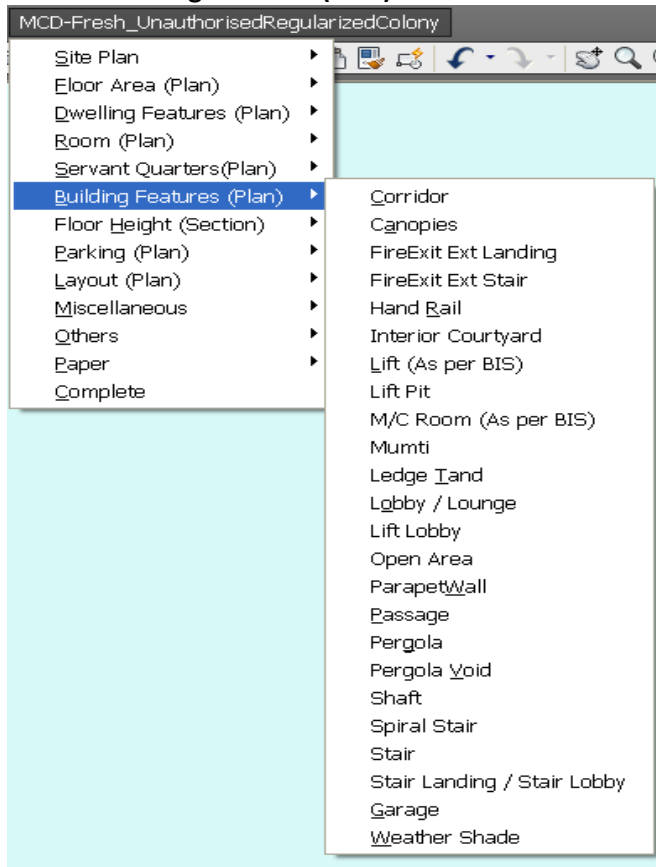 MCD-Fresh_UnauthorisedRegularizedColony
Site Plan
Floor Area (Plan)
Dwelling Features (Plan)
Room (Plan)
Servant Quarters(Plan)
Building Features (Plan)
Floor Height (Section)
Parking (Plan)
Layout (Plan)
Miscellaneous
Others
Paper
Complete
Corridor
Canopies
FireExit Ext Landing
FireExit Ext Stair
Hand Rail
Interior Courtyard
Lift (As per BIS)
Lift Pit
M/C Room (As per BIS)
Mumti
Ledge Tand
Lobby / Lounge
Lift Lobby
Open Area
ParapetWall
Passage
Pergola
Pergola Void
Shaft
Spiral Stair
Stair
Stair Landing / Stair Lobby
Garage
Weather Shade